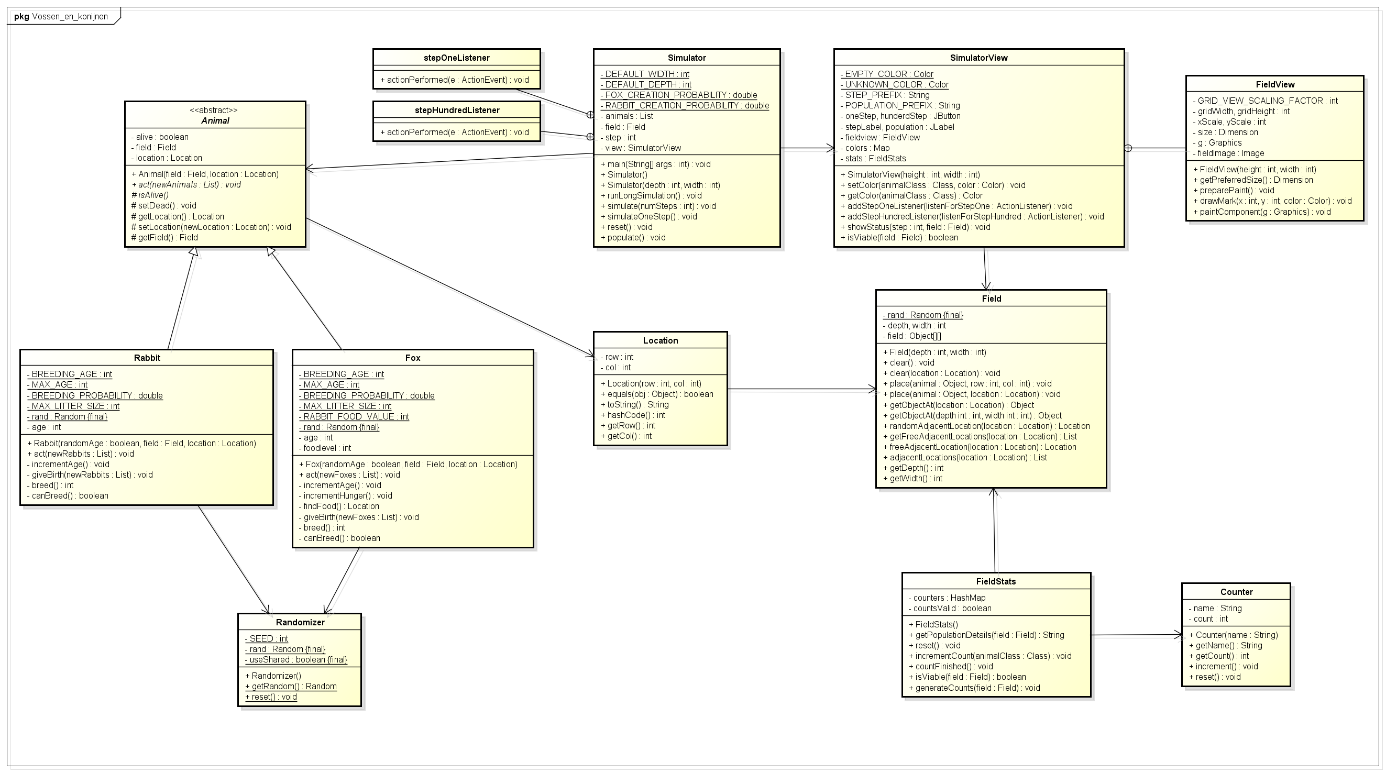 pkg Vossen_en_konijnen
stepOneListener
+ actionPerformed(e : ActionEvent) : void
stepHundredListener
+ actionPerformed(e : ActionEvent) : void
<<abstract>>
Animal
- alive : boolean
- field : Field
- location : Location
+ Animal(field : Field, location : Location)
+ act(newAnimals : List) : void
# isAlive()
# setDead() : void
# getLocation() : Location
# setLocation(newLocation : Location) : void
# getField() : Field
Simulator
- DEFAULT_WIDTH : int
- DEFAULT_DEPTH : int
- FOX_CREATION_PROBABILITY : double
- RABBIT_CREATION_PROBABILITY : double
- animals : List
- field : Field
- step : int
- view : SimulatorView
+ main(String[] args : int) : void
+ Simulator()
+ Simulator(depth : int, width : int)
+ runLongSimulation() : void
+ simulate(numSteps : int) : void
+ simulateOneStep() : void
+ reset() : void
+ populate() : void
SimulatorView
- EMPTY_COLOR : Color
- UNKNOWN_COLOR : Color
- STEP_PREFIX : String
- POPULATION_PREFIX : String
- oneStep, hunderdStep : JButton
- stepLabel, population : JLabel
- fieldview : FieldView
- colors : Map
- stats : FieldStats
+ SimulatorView(height : int, width : int)
+ setColor(animalClass : Class, color : Color) : void
+ getColor(animalClass : Class) : Color
+ addStepOneListener(listenForStepOne : ActionListener) : void
+ addStepHundredListener(listenForStepHundred : ActionListener) : void
+ showStatus(step : int, field : Field) : void
+ isViable(field : Field) : boolean
FieldView
- GRID_VIEW_SCALING_FACTOR : int
- gridWidth, gridHeight : int
- xScale, yScale : int
- size : Dimension
- g : Graphics
- fieldImage : Image
+ FieldView(height : int, width : int)
+ getPreferredSize() : Dimension
+ preparePaint() : void
+ drawMark(x : int, y : int, color : Color) : void
+ paintComponent(g : Graphics) : void
Rabbit
- BREEDING_AGE : int
- MAX_AGE : int
- BREEDING_PROBABILITY : double
- MAX_LITTER_SIZE : int
- rand : Random {final}
- age : int
+ Rabbit(randomAge : boolean, field : Field, location : Location)
+ act(newRabbits : List) : void
- incrementAge() : void
- giveBirth(newRabbits : List) : void
- breed() : int
- canBreed() : boolean
Fox
- BREEDING_AGE : int
- MAX_AGE : int
- BREEDING_PROBABILITY : double
- MAX_LITTER_SIZE : int
- RABBIT_FOOD_VALUE : int
- rand : Random {final}
- age : int
- foodlevel : int
+ Fox(randomAge : boolean, field : Field, location : Location)
+ act(newFoxes : List) : void
- incrementAge() : void
- incrementHunger() : void
- findFood() : Location
- giveBirth(newFoxes : List) : void
- breed() : int
- canBreed() : boolean
Location
- row : int
- col : int
+ Location(row : int, col : int)
+ equals(obj : Object) : boolean
+ toString() : String
+ hashCode() : int
+ getRow() : int
+ getCol() : int
Field
- rand : Random {final}
- depth, width : int
- field : Object[][]
+ Field(depth : int, width : int)
+ clear() : void
+ clear(location : Location) : void
+ place(animal : Object, row : int, col : int) : void
+ place(animal : Object, location : Location) : void
+ getObjectAt(location : Location) : Object
+ getObjectAt(depth int : int, width int : int) : Object
+ randomAdjacentLocation(location : Location) : Location
+ getFreeAdjacentLocations(location : Location) : List
+ freeAdjacentLocation(location : Location) : Location
+ adjacentLocations(location : Location) : List
+ getDepth() : int
+ getWidth() : int
Randomizer
- SEED : int
- rand : Random {final}
- useShared : boolean {final}
+ Randomizer()
+ getRandom() : Random
+ reset() : void
FieldStats
- counters : HashMap
- countsValid : boolean
+ FieldStats()
+ getPopulationDetails(field : Field) : String
+ reset() : void
+ incrementCount(animalClass : Class) : void
+ countFinished() : void
+ isViable(field : Field) : boolean
+ generateCounts(field : Field) : void
Counter
- name : String
- count : int
+ Counter(name : String)
+ getName() : String
+ getCount() : int
+ increment() : void
+ reset() : void